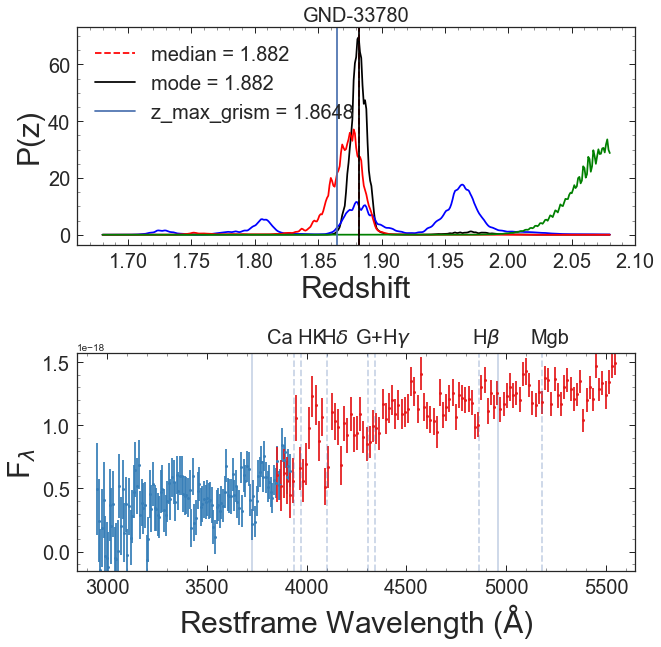 GND-33780
median = 1.882
mode = 1.882
z_max_grism = 1.8648
P(z)
60
40
20
0
1.70 1.75 1.80 1.85 1.90 1.95 2.00 2.05 2.10
Redshift
Ca HK Hδ G+Hγ Hβ Mgb
1e−18
1.5
1.0
0.5
0.0
F_λ
3000 3500 4000 4500 5000 5500
Restframe Wavelength (Å)